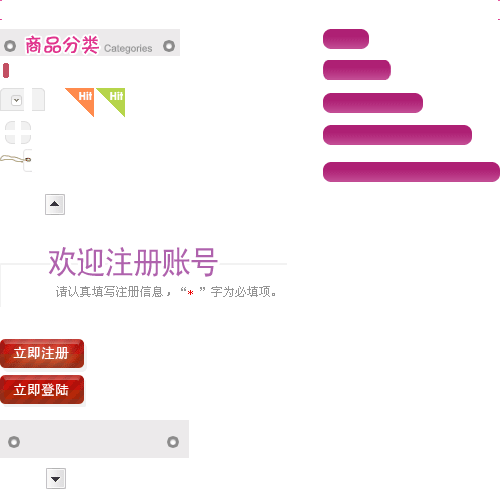 商品分类 Categories
Hit Hit
欢迎注册账号
请认真填写注册信息，“*”字为必填项。
立即注册
立即登陆